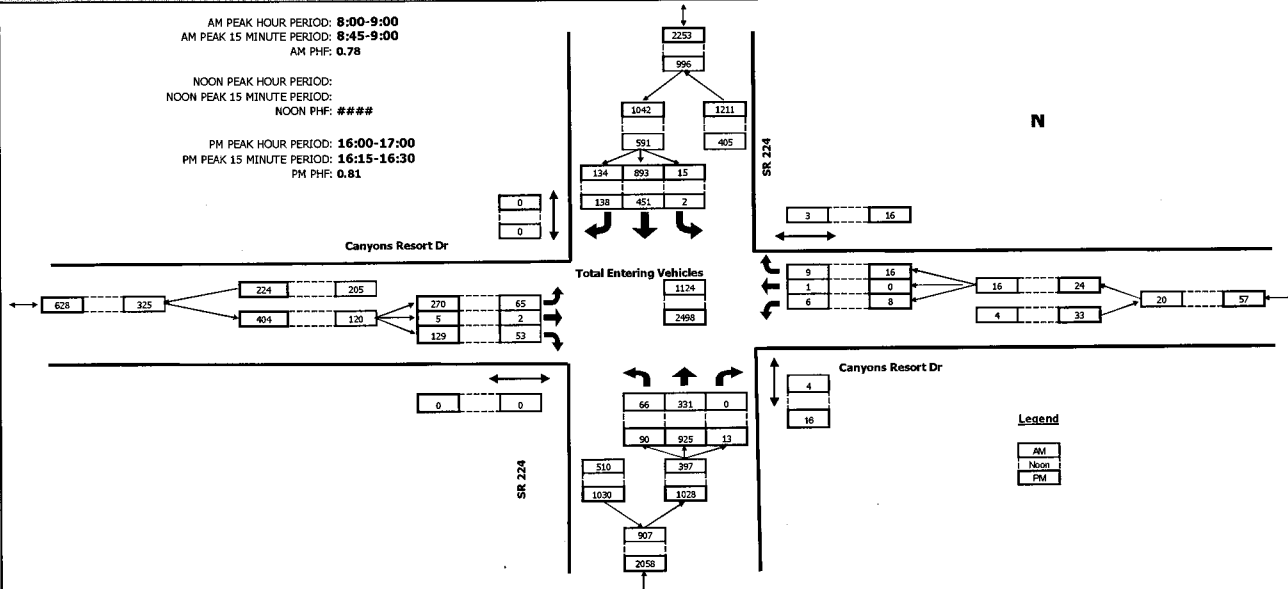 AM PEAK HOUR PERIOD: 8:00-9:00
AM PEAK 15 MINUTE PERIOD: 8:45-9:00
AM PHF: 0.78
NOON PEAK HOUR PERIOD:
NOON PEAK 15 MINUTE PERIOD:
NOON PHF: ####
PM PEAK HOUR PERIOD: 16:00-17:00
PM PEAK 15 MINUTE PERIOD: 16:15-16:30
PM PHF: 0.81
2253
996
1042 1211
591 405
134 893 15
138 451 2
SR 224
N
0
0
3 16
Canyons Resort Dr
Total Entering Vehicles
1124
2498
628 325
224 205
404 120
270 65
5 2
129 53
9 16
1 0
6 8
16 24
4 33
20 57
Canyons Resort Dr
0 0
66 331 0
90 925 13
4
16
510 397
1030 1028
SR 224
907
2058
Legend
AM
Noon
PM